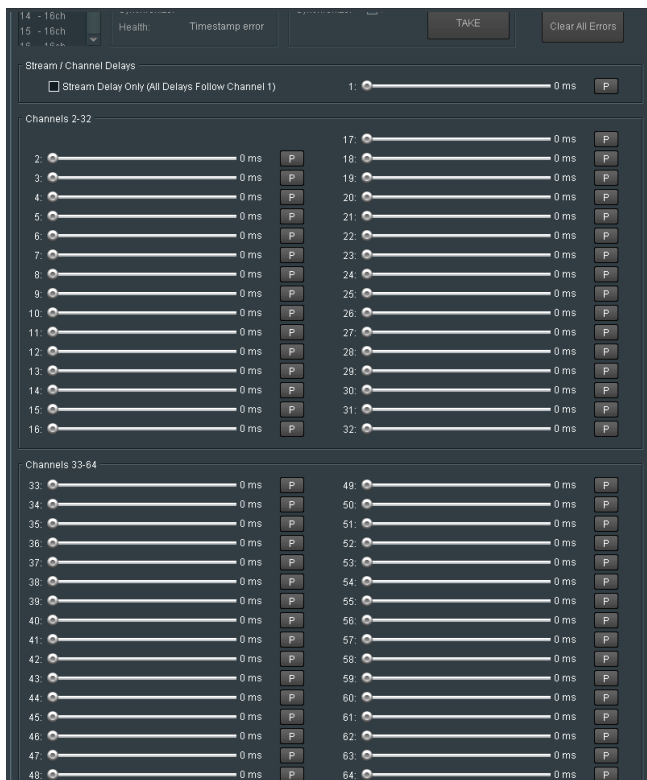 14 - 16ch
15 - 16ch
Health: Timestamp error
TAKE
Clear All Errors
Stream / Channel Delays
Stream Delay Only (All Delays Follow Channel 1)
1: 0 ms P
Channels 2-32
17: 0 ms P
2: 0 ms P 18: 0 ms P
3: 0 ms P 19: 0 ms P
4: 0 ms P 20: 0 ms P
5: 0 ms P 21: 0 ms P
6: 0 ms P 22: 0 ms P
7: 0 ms P 23: 0 ms P
8: 0 ms P 24: 0 ms P
9: 0 ms P 25: 0 ms P
10: 0 ms P 26: 0 ms P
11: 0 ms P 27: 0 ms P
12: 0 ms P 28: 0 ms P
13: 0 ms P 29: 0 ms P
14: 0 ms P 30: 0 ms P
15: 0 ms P 31: 0 ms P
16: 0 ms P 32: 0 ms P
Channels 33-64
33: 0 ms P 49: 0 ms P
34: 0 ms P 50: 0 ms P
35: 0 ms P 51: 0 ms P
36: 0 ms P 52: 0 ms P
37: 0 ms P 53: 0 ms P
38: 0 ms P 54: 0 ms P
39: 0 ms P 55: 0 ms P
40: 0 ms P 56: 0 ms P
41: 0 ms P 57: 0 ms P
42: 0 ms P 58: 0 ms P
43: 0 ms P 59: 0 ms P
44: 0 ms P 60: 0 ms P
45: 0 ms P 61: 0 ms P
46: 0 ms P 62: 0 ms P
47: 0 ms P 63: 0 ms P
48: 0 ms P 64: 0 ms P